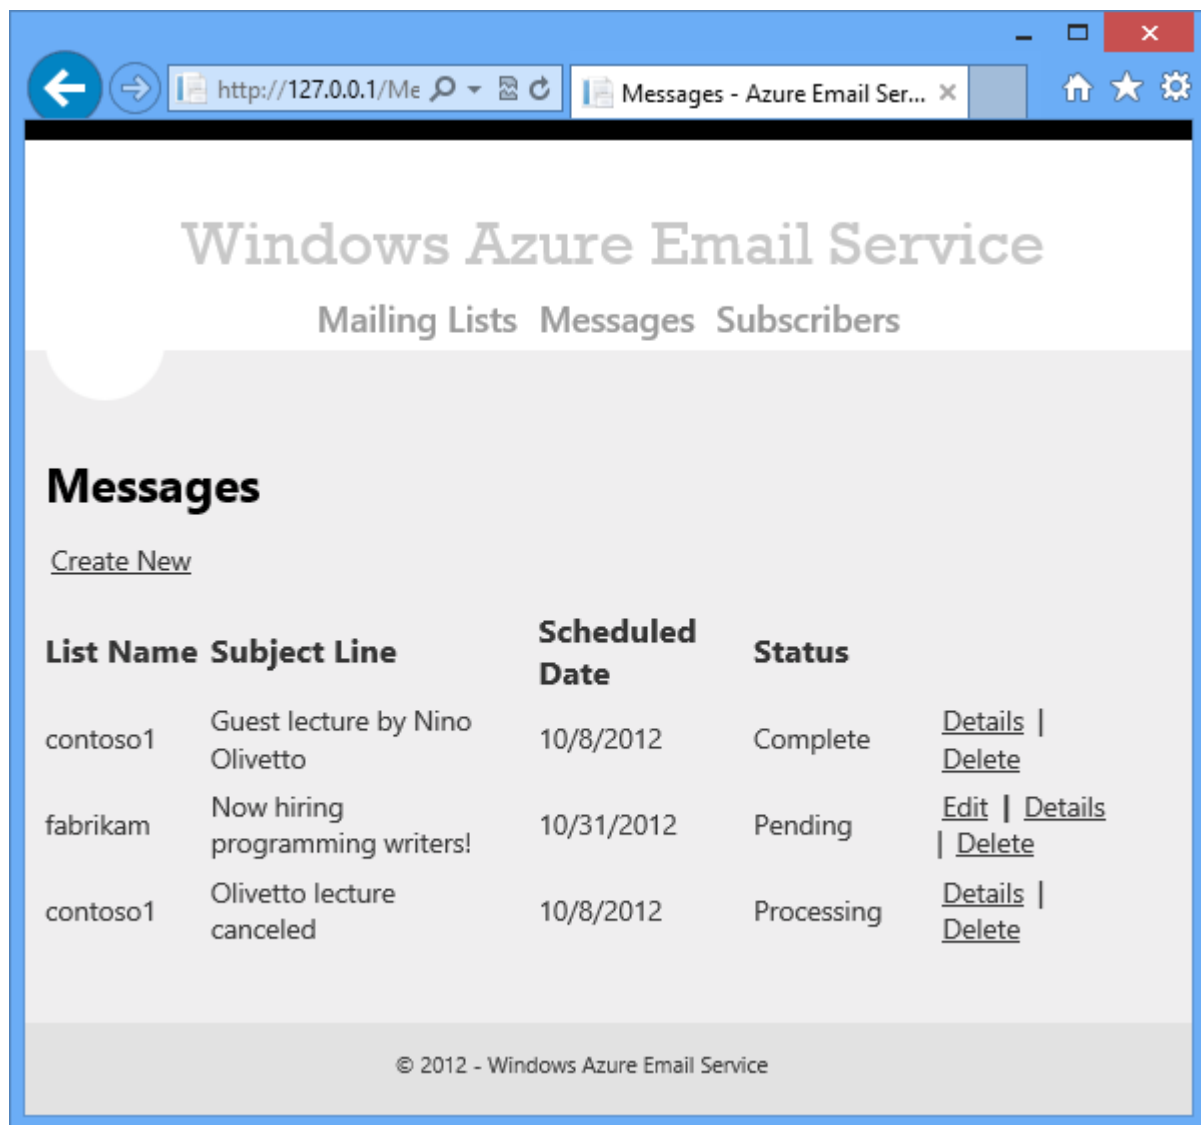 http://127.0.0.1/Me
Messages - Azure Email Ser...
Windows Azure Email Service
Mailing Lists Messages Subscribers
Messages
Create New
List Name Subject Line Scheduled Date Status
contoso1 Guest lecture by Nino Olivetto 10/8/2012 Complete Details | Delete
fabrikam Now hiring programming writers! 10/31/2012 Pending Edit | Details | Delete
contoso1 Olivetto lecture canceled 10/8/2012 Processing Details | Delete
© 2012 - Windows Azure Email Service